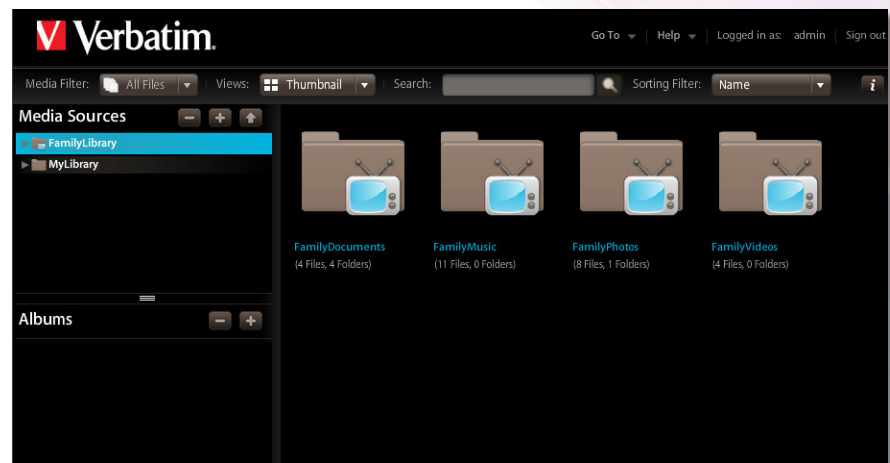 Verbatim.
Go To | Help | Logged in as: admin | Sign out
Media Filter: All Files | Views: Thumbnail | Search: Sorting Filter: Name i
Media Sources
FamilyLibrary
MyLibrary
FamilyDocuments FamilyMusic FamilyPhotos FamilyVideos
(4 Files, 4 Folders) (11 Files, 0 Folders) (8 Files, 1 Folders) (4 Files, 0 Folders)
Albums